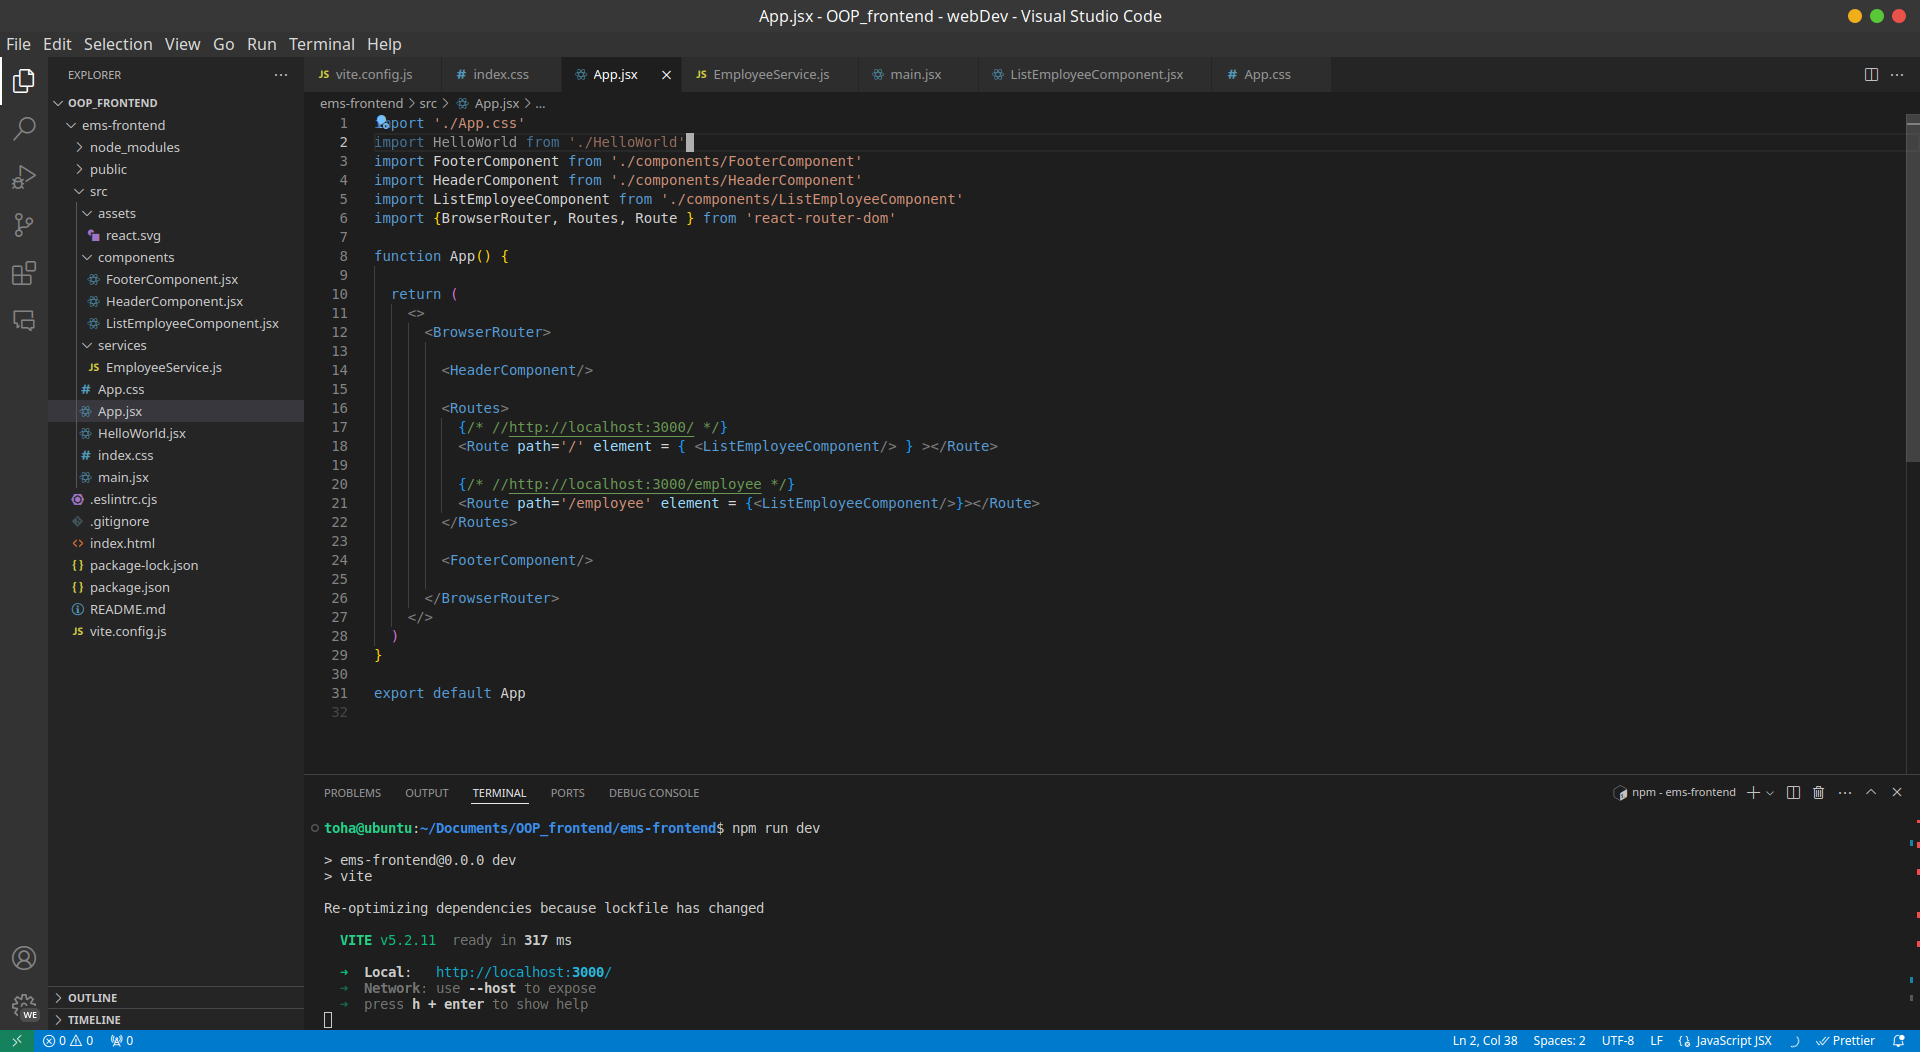 App.jsx - OOP_frontend - webDev - Visual Studio Code
File Edit Selection View Go Run Terminal Help
EXPLORER
OOP_FRONTEND
ems-frontend
node_modules
public
src
assets
react.svg
components
FooterComponent.jsx
HeaderComponent.jsx
ListEmployeeComponent.jsx
services
JS EmployeeService.js
# App.css
App.jsx
HelloWorld.jsx
# index.css
main.jsx
.eslintrc.cjs
.gitignore
<> index.html
{} package-lock.json
{} package.json
README.md
JS vite.config.js
OUTLINE
TIMELINE
JS vite.config.js # index.css App.jsx JS EmployeeService.js main.jsx ListEmployeeComponent.jsx # App.css
ems-frontend > src > App.jsx > ...
1 import './App.css'
2 import HelloWorld from './HelloWorld'
3 import FooterComponent from './components/FooterComponent'
4 import HeaderComponent from './components/HeaderComponent'
5 import ListEmployeeComponent from './components/ListEmployeeComponent'
6 import {BrowserRouter, Routes, Route } from 'react-router-dom'
7
8 function App() {
9
10 return (
11 <>
12 <BrowserRouter>
13
14 <HeaderComponent/>
15
16 <Routes>
17 {/* //http://localhost:3000/ */}
18 <Route path='/' element = { <ListEmployeeComponent/> } ></Route>
19
20 {/* //http://localhost:3000/employee */}
21 <Route path='/employee' element = {<ListEmployeeComponent/>}></Route>
22 </Routes>
23
24 <FooterComponent/>
25
26 </BrowserRouter>
27 </>
28 )
29 }
30
31 export default App
32
PROBLEMS OUTPUT TERMINAL PORTS DEBUG CONSOLE
npm - ems-frontend
toha@ubuntu:~/Documents/OOP_frontend/ems-frontend$ npm run dev
> ems-frontend@0.0.0 dev
> vite
Re-optimizing dependencies because lockfile has changed
VITE v5.2.11 ready in 317 ms
➜ Local: http://localhost:3000/
➜ Network: use --host to expose
➜ press h + enter to show help
WE
0 0 0
Ln 2, Col 38 Spaces: 2 UTF-8 LF JavaScript JSX Prettier